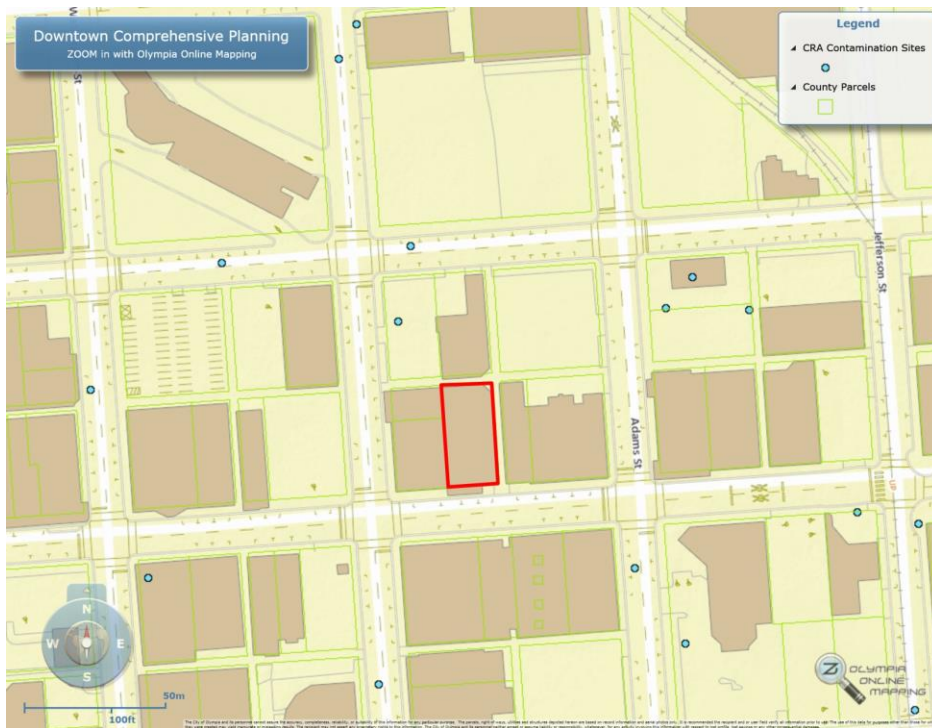 Downtown Comprehensive Planning
ZOOM in with Olympia Online Mapping
Legend
CRA Contamination Sites
County Parcels
St
Jefferson St
Adams St
UP
N
W
E
S
50m
100ft
OLYMPIA
ONLINE
MAPPING